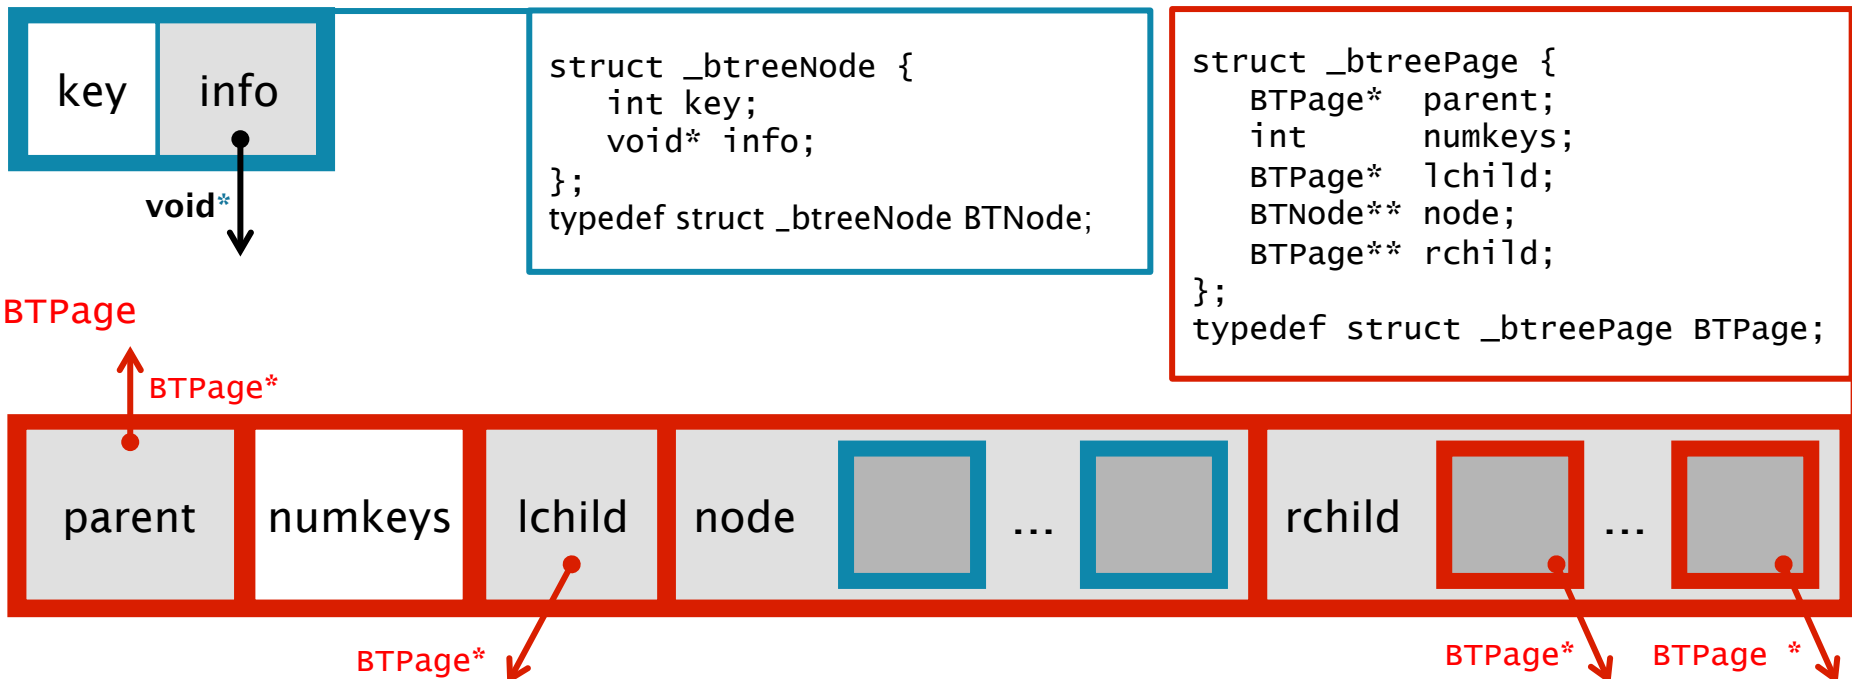 key info
void*
struct _btreeNode {
int key;
void* info;
};
typedef struct _btreeNode BTNode;
struct _btreePage {
BTPage* parent;
int numkeys;
BTPage* lchild;
BTNode** node;
BTPage** rchild;
};
typedef struct _btreePage BTPage;
BTPage
BTPage*
parent numkeys lchild node ... rchild ...
BTPage* BTPage* BTPage *